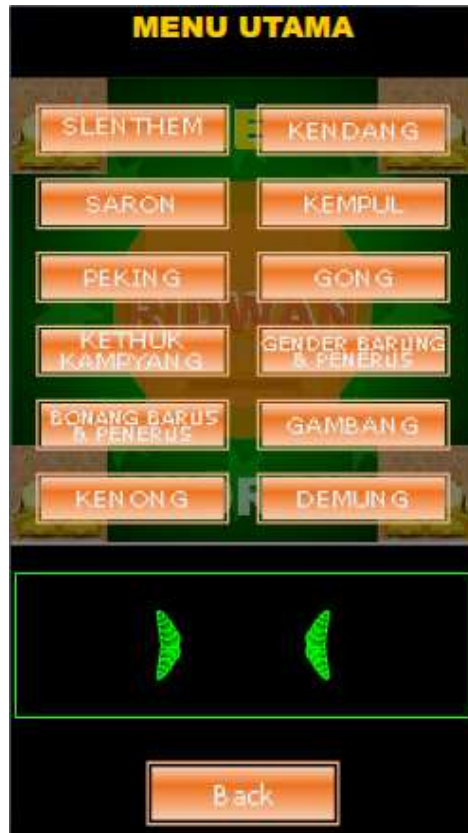 MENU UTAMA
SLENTHEM
KENDANG
SARON
KEMPUL
PEKING
GONG
RIDWAN
KETHUK
KAMPYANG
GENDER BARUNG
& PENERUS
BONANG BARUS
& PENERUS
GAMBANG
KENONG
DEMUNG
Back